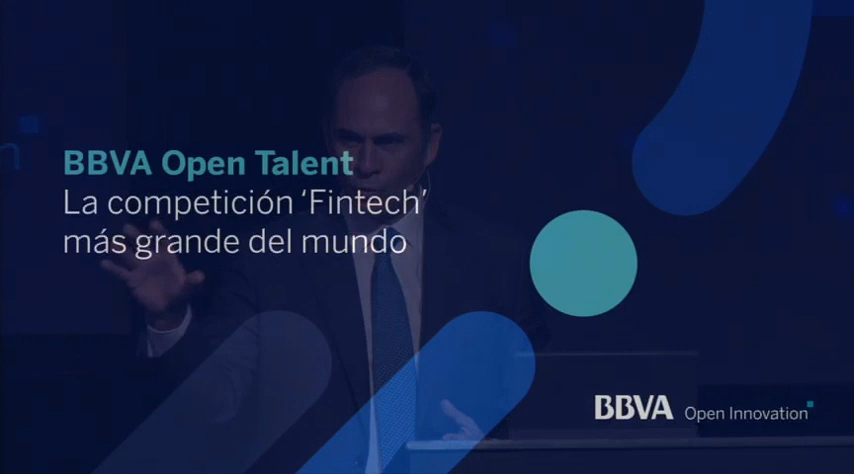 BBVA Open Talent
La competición ‘Fintech’
más grande del mundo
BBVA Open Innovation